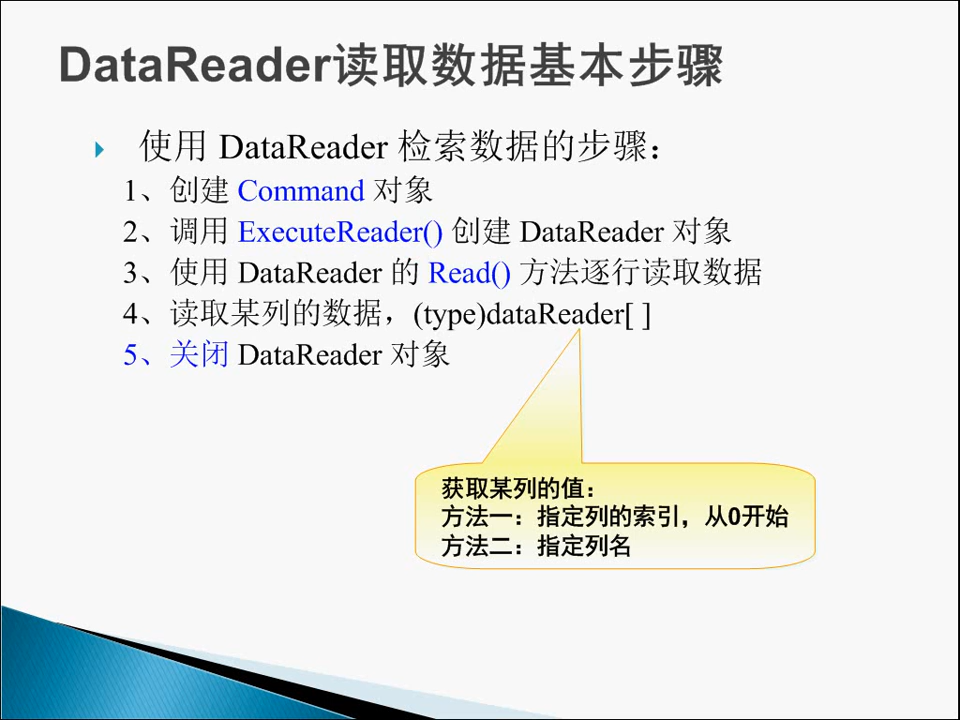 DataReader读取数据基本步骤
使用 DataReader 检索数据的步骤：
1、创建 Command 对象
2、调用 ExecuteReader() 创建 DataReader 对象
3、使用 DataReader 的 Read() 方法逐行读取数据
4、读取某列的数据，(type)dataReader[ ]
5、关闭 DataReader 对象
获取某列的值：
方法一：指定列的索引，从0开始
方法二：指定列名